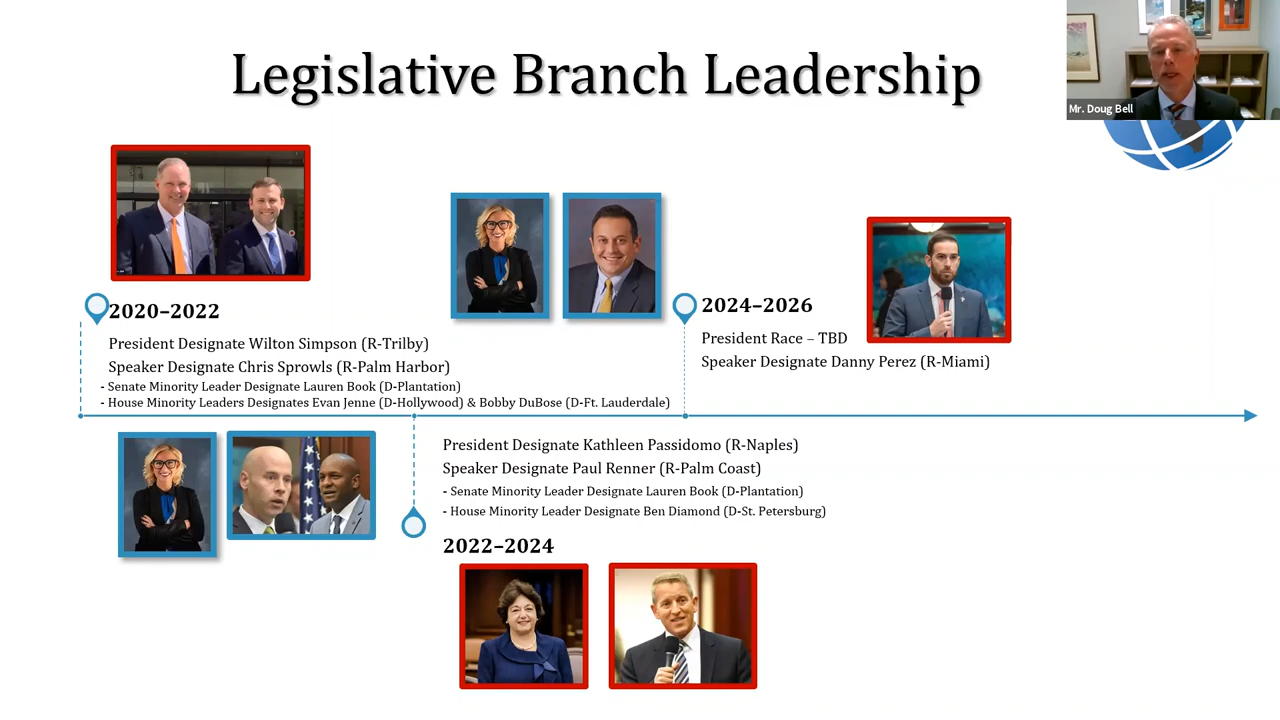 Legislative Branch Leadership
Mr. Doug Bell
2020–2022
President Designate Wilton Simpson (R-Trilby)
Speaker Designate Chris Sprowls (R-Palm Harbor)
- Senate Minority Leader Designate Lauren Book (D-Plantation)
- House Minority Leaders Designates Evan Jenne (D-Hollywood) & Bobby DuBose (D-Ft. Lauderdale)
2024–2026
President Race – TBD
Speaker Designate Danny Perez (R-Miami)
President Designate Kathleen Passidomo (R-Naples)
Speaker Designate Paul Renner (R-Palm Coast)
- Senate Minority Leader Designate Lauren Book (D-Plantation)
- House Minority Leader Designate Ben Diamond (D-St. Petersburg)
2022–2024